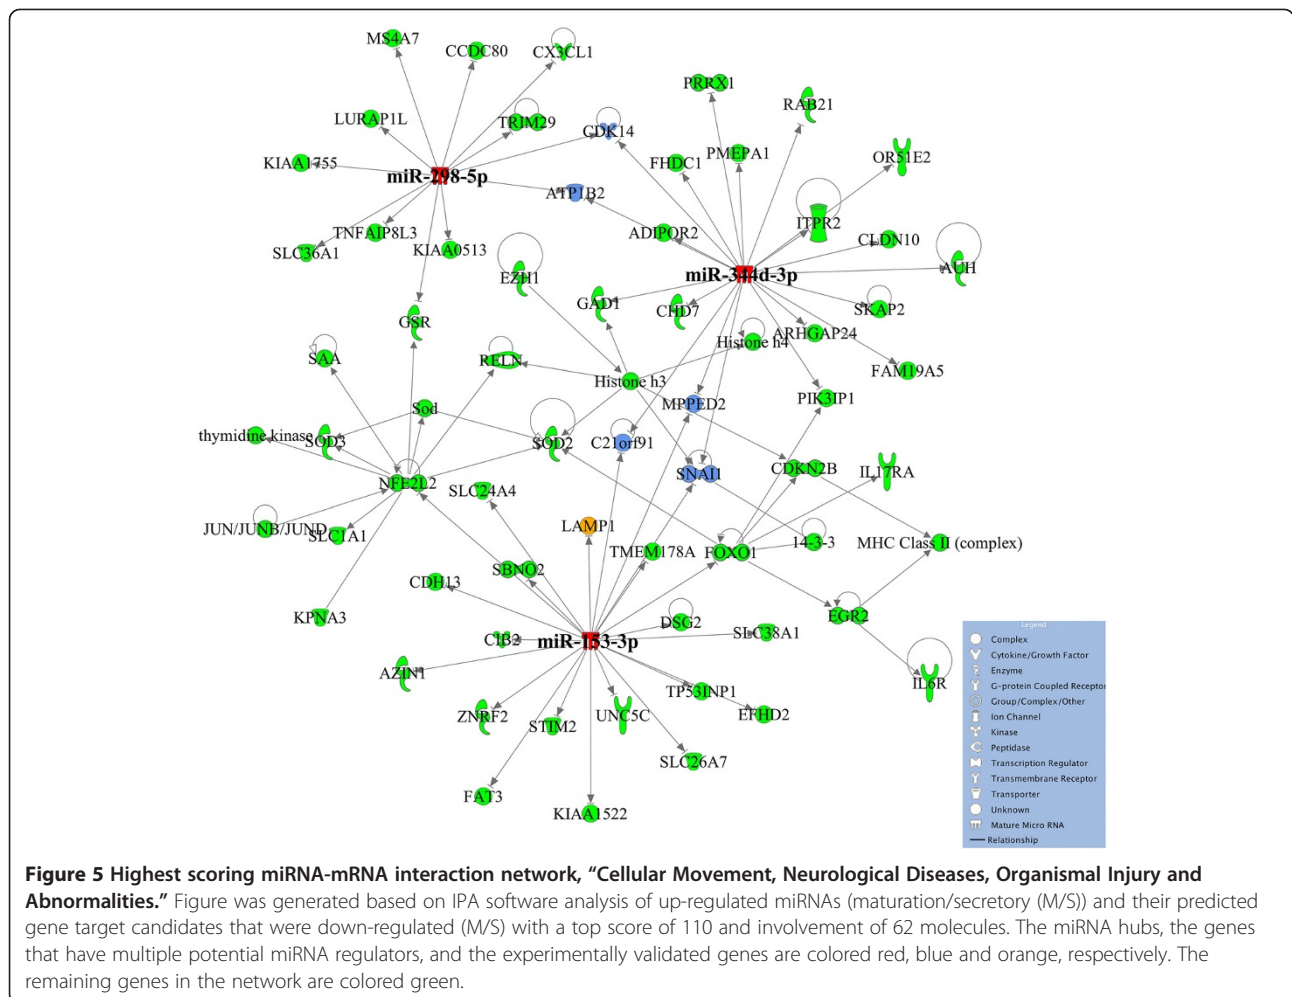 MS4A7
CCDC80
CX3CL1
PRRX1
RAB21
LURAP1L
TRIM29
CDK14
KIAA1755
FHDC1
PMEPA1
OR51E2
miR-298-5p
ATP1B2
TNFAIP8L3
ADIPOR2
ITPR2
CLDN10
SLC36A1
KIAA0513
miR-344d-3p
AUH
EZH1
GAD1
CHD7
SKAP2
GSR
Histone h4
ARHGAP24
SAA
RELN
FAM19A5
Histone h3
MPPED2
PIK3IP1
Sod
thymidine kinase
SOD3
SOD2
C21orf91
SNAI1
CDKN2B
IL17RA
NFE2L2
SLC24A4
JUN/JUNB/JUND
SLC1A1
LAMP1
TMEM178A
FOXO1
14-3-3
MHC Class II (complex)
CDH13
SBNO2
KPNA3
EGR2
DSG2
SLC38A1
CIB2
miR-153-3p
AZIN1
IL6R
TP53INP1
ZNRF2
STIM2
UNC5C
EFHD2
SLC26A7
FAT3
KIAA1522
Legend
Complex
Cytokine/Growth Factor
Enzyme
G-protein Coupled Receptor
Group/Complex/Other
Ion Channel
Kinase
Peptidase
Transcription Regulator
Transmembrane Receptor
Transporter
Unknown
Mature Micro RNA
Relationship
Figure 5 Highest scoring miRNA-mRNA interaction network, “Cellular Movement, Neurological Diseases, Organismal Injury and
Abnormalities.” Figure was generated based on IPA software analysis of up-regulated miRNAs (maturation/secretory (M/S)) and their predicted
gene target candidates that were down-regulated (M/S) with a top score of 110 and involvement of 62 molecules. The miRNA hubs, the genes
that have multiple potential miRNA regulators, and the experimentally validated genes are colored red, blue and orange, respectively. The
remaining genes in the network are colored green.